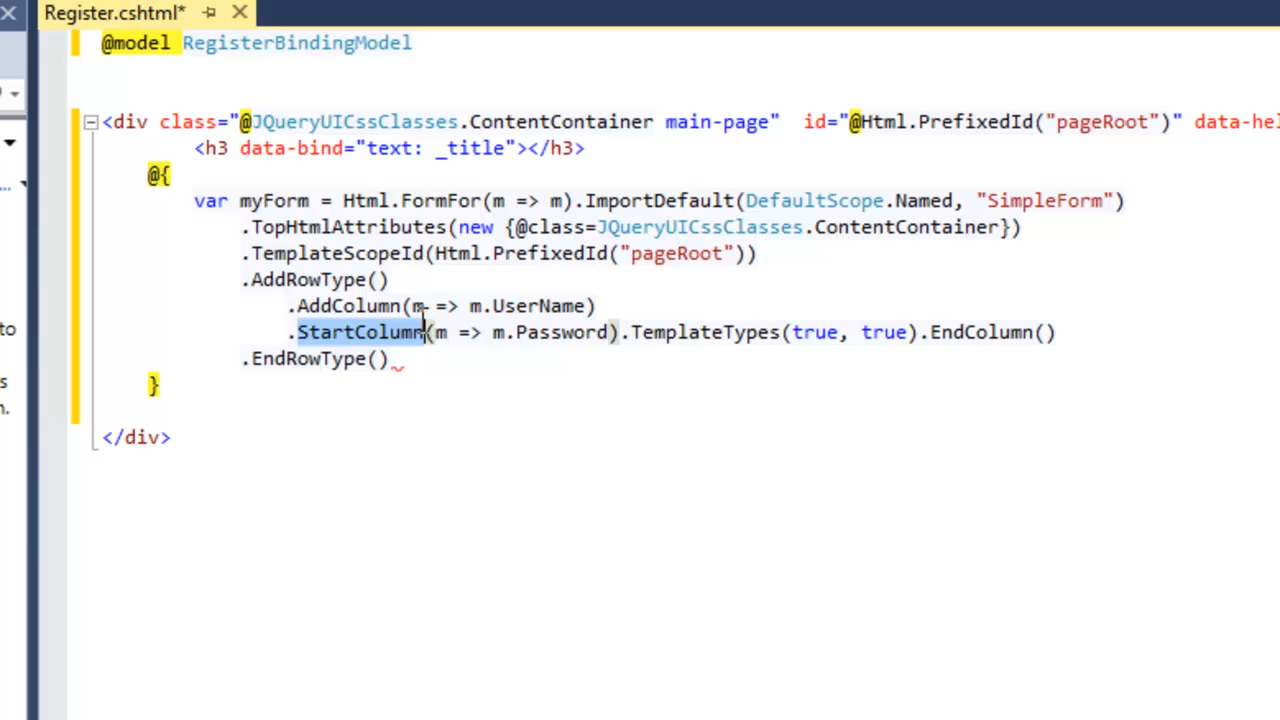 Register.cshtml*
@model RegisterBindingModel
<div class="@JQueryUICssClasses.ContentContainer main-page"  id="@Html.PrefixedId("pageRoot")" data-hel
<h3 data-bind="text: _title"></h3>
@{
var myForm = Html.FormFor(m => m).ImportDefault(DefaultScope.Named, "SimpleForm")
.TopHtmlAttributes(new {@class=JQueryUICssClasses.ContentContainer})
.TemplateScopeId(Html.PrefixedId("pageRoot"))
.AddRowType()
.AddColumn(m => m.UserName)
to
.StartColumn(m => m.Password).TemplateTypes(true, true).EndColumn()
.EndRowType()
s
}
n.
</div>